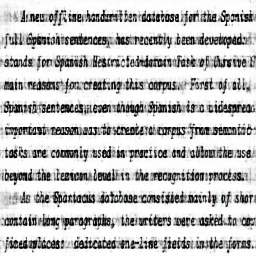 A new offline handwritten database for the Spanish
full Spanish sentences, has recently been developed.
stands for Spanish Restricted-domain Task of Cursive
main reasons for creating this corpus. First of all,
Spanish sentences, even though Spanish is a widespread
important reason was to create a corpus from semantic
tasks are commonly used in practice and allow the use
beyond the lexicon level in the recognition process.
As the Spartacus database consisted mainly of short
contain long paragraphs, the writers were asked to
fixed places: dedicated one-line fields in the forms.